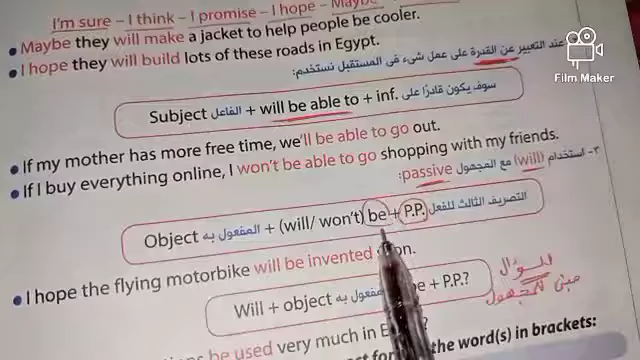 I'm sure – I think – I promise – I hope – Maybe
• Maybe they will make a jacket to help people be cooler.
• I hope they will build lots of these roads in Egypt.
عند التعبير عن القدرة على عمل شىء فى المستقبل نستخدم:
Subject الفاعل + will be able to + inf. سوف يكون قادرًا على
• If my mother has more free time, we'll be able to go out.
• If I buy everything online, I won't be able to go shopping with my friends.
٣- استخدام (will) مع المجهول passive:
Object المفعول به + (will/ won't) be + P.P. التصريف الثالث للفعل
• I hope the flying motorbike will be invented
Will + object المفعول به be + P.P.?
للسؤال
مبنى للمجهول
be used very much in
the word(s) in brackets:
Film Maker